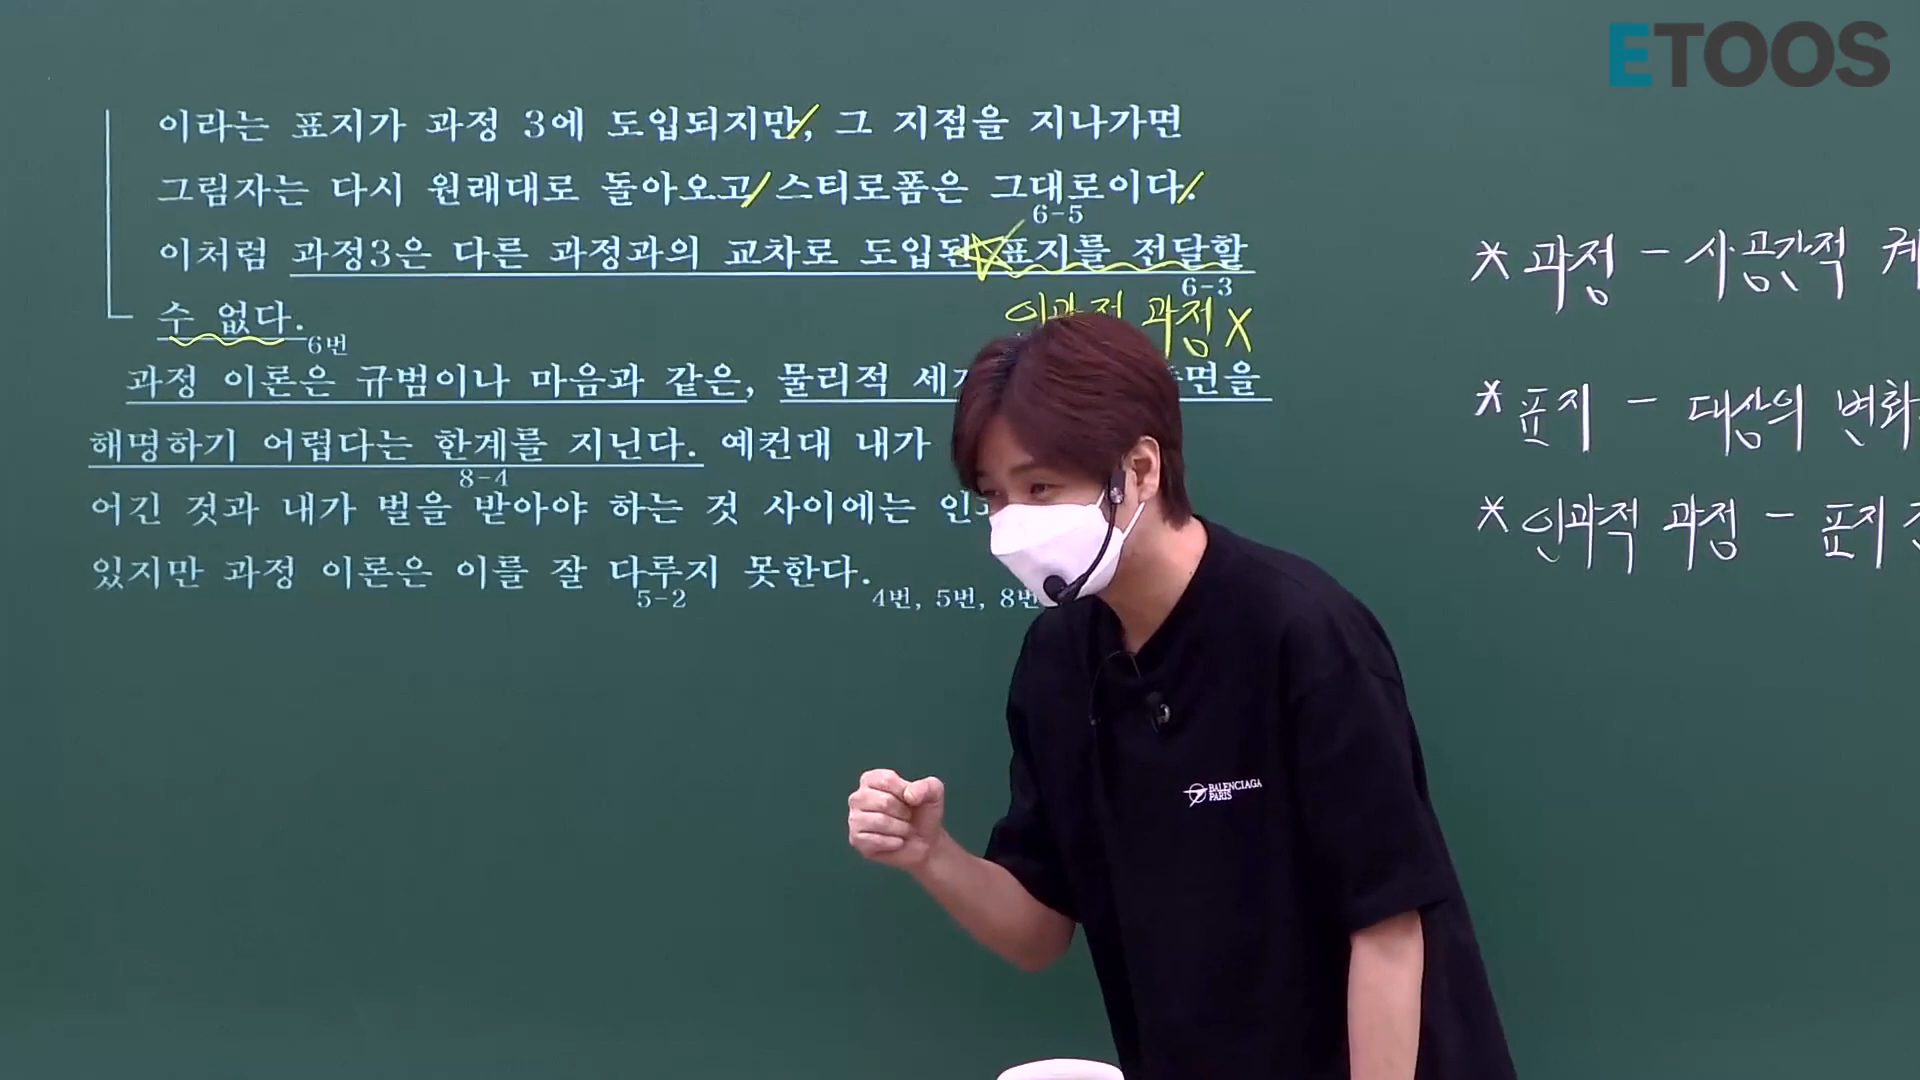 ETOOS
이라는 표지가 과정 3에 도입되지만, 그 지점을 지나가면
그림자는 다시 원래대로 돌아오고 스티로폼은 그대로이다.
6-5
이처럼 과정3은 다른 과정과의 교차로 도입된 표지를 전달할
6-3
수 없다.
인과적 과정 X
6번
과정 이론은 규범이나 마음과 같은, 물리적 면을
해명하기 어렵다는 한계를 지닌다. 예컨대 내가
8-4
어긴 것과 내가 벌을 받아야 하는 것 사이에는
있지만 과정 이론은 이를 잘 다루지 못한다.
5-2
4번, 5번, 8번
* 과정 - 시공간적
* 표지 - 대상의 변화
* 인과적 과정 - 표지
BALENCIAGA
PARIS